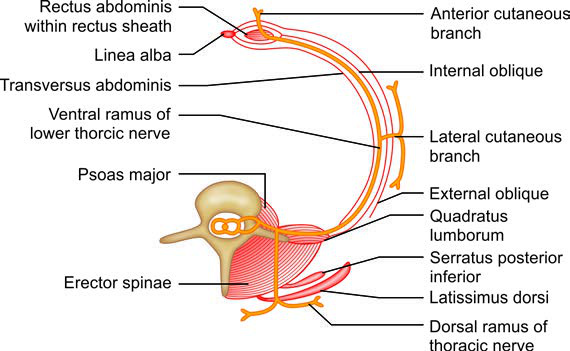 Rectus abdominis
within rectus sheath
Linea alba
Transversus abdominis
Ventral ramus of
lower thorcic nerve
Psoas major
Erector spinae
Anterior cutaneous
branch
Internal oblique
Lateral cutaneous
branch
External oblique
Quadratus
lumborum
Serratus posterior
inferior
Latissimus dorsi
Dorsal ramus of
thoracic nerve